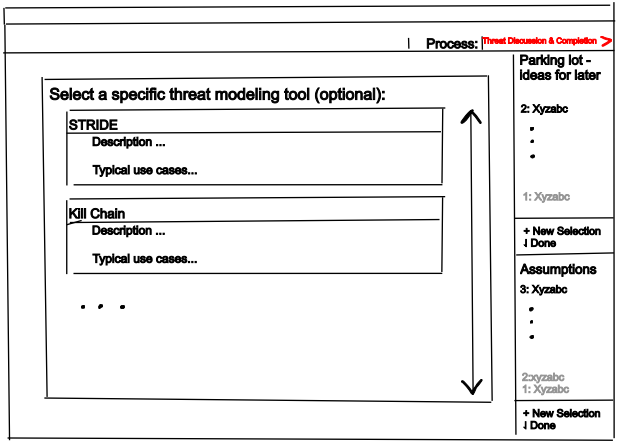 Process: Threat Discussion & Completion >
Parking lot -
ideas for later
2: Xyzabc
1: Xyzabc
+ New Selection
↓ Done
Assumptions
3: Xyzabc
2:xyzabc
1: Xyzabc
+ New Selection
↓ Done
Select a specific threat modeling tool (optional):
STRIDE
Description ...
Typical use cases...
Kill Chain
Description ...
Typical use cases...
. . .